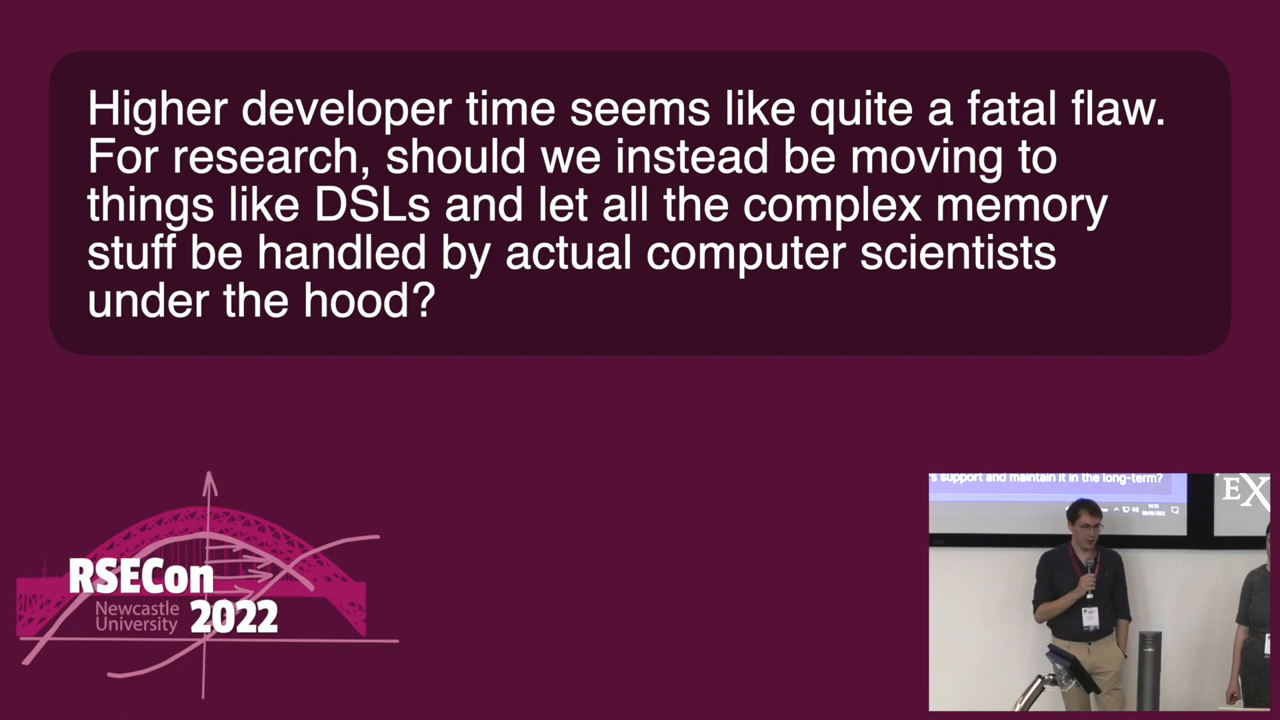 Higher developer time seems like quite a fatal flaw.
For research, should we instead be moving to
things like DSLs and let all the complex memory
stuff be handled by actual computer scientists
under the hood?
's support and maintain it in the long-term?
EX
RSECon
Newcastle
University
2022